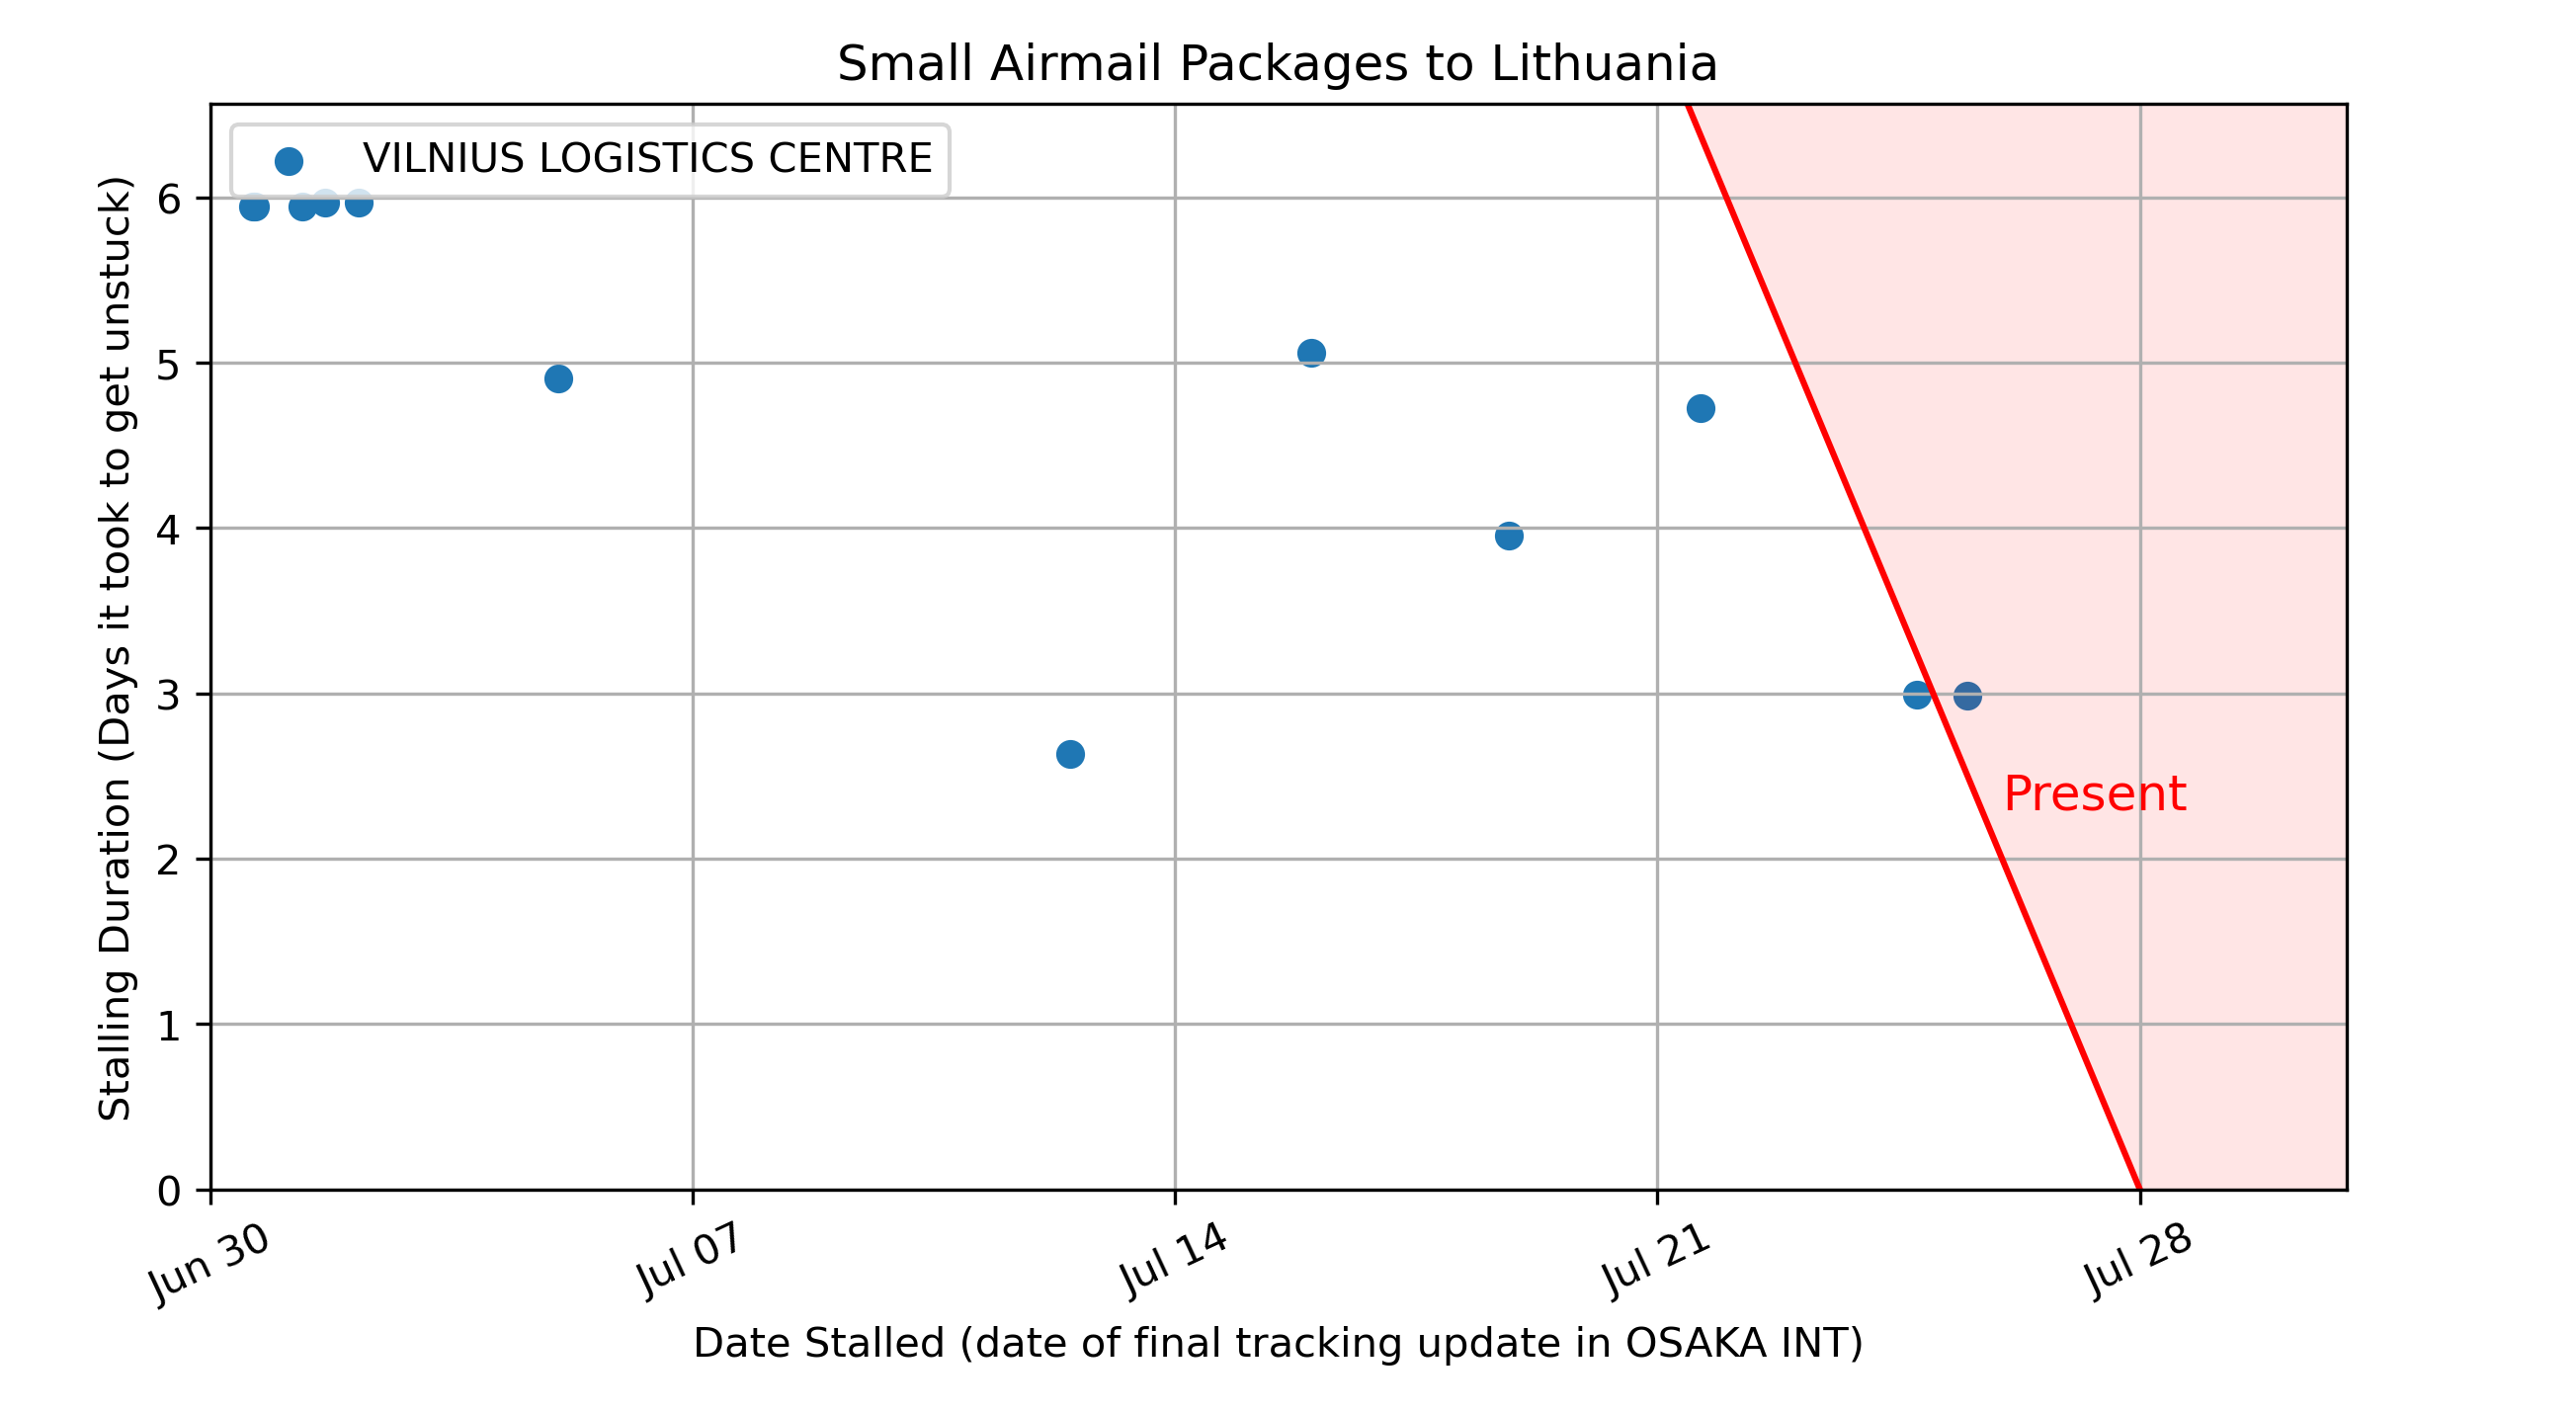 Small Airmail Packages to Lithuania
VILNIUS LOGISTICS CENTRE
Stalling Duration (Days it took to get unstuck)
6
5
4
3
2
1
0
Present
Jun 30
Jul 07
Jul 14
Jul 21
Jul 28
Date Stalled (date of final tracking update in OSAKA INT)